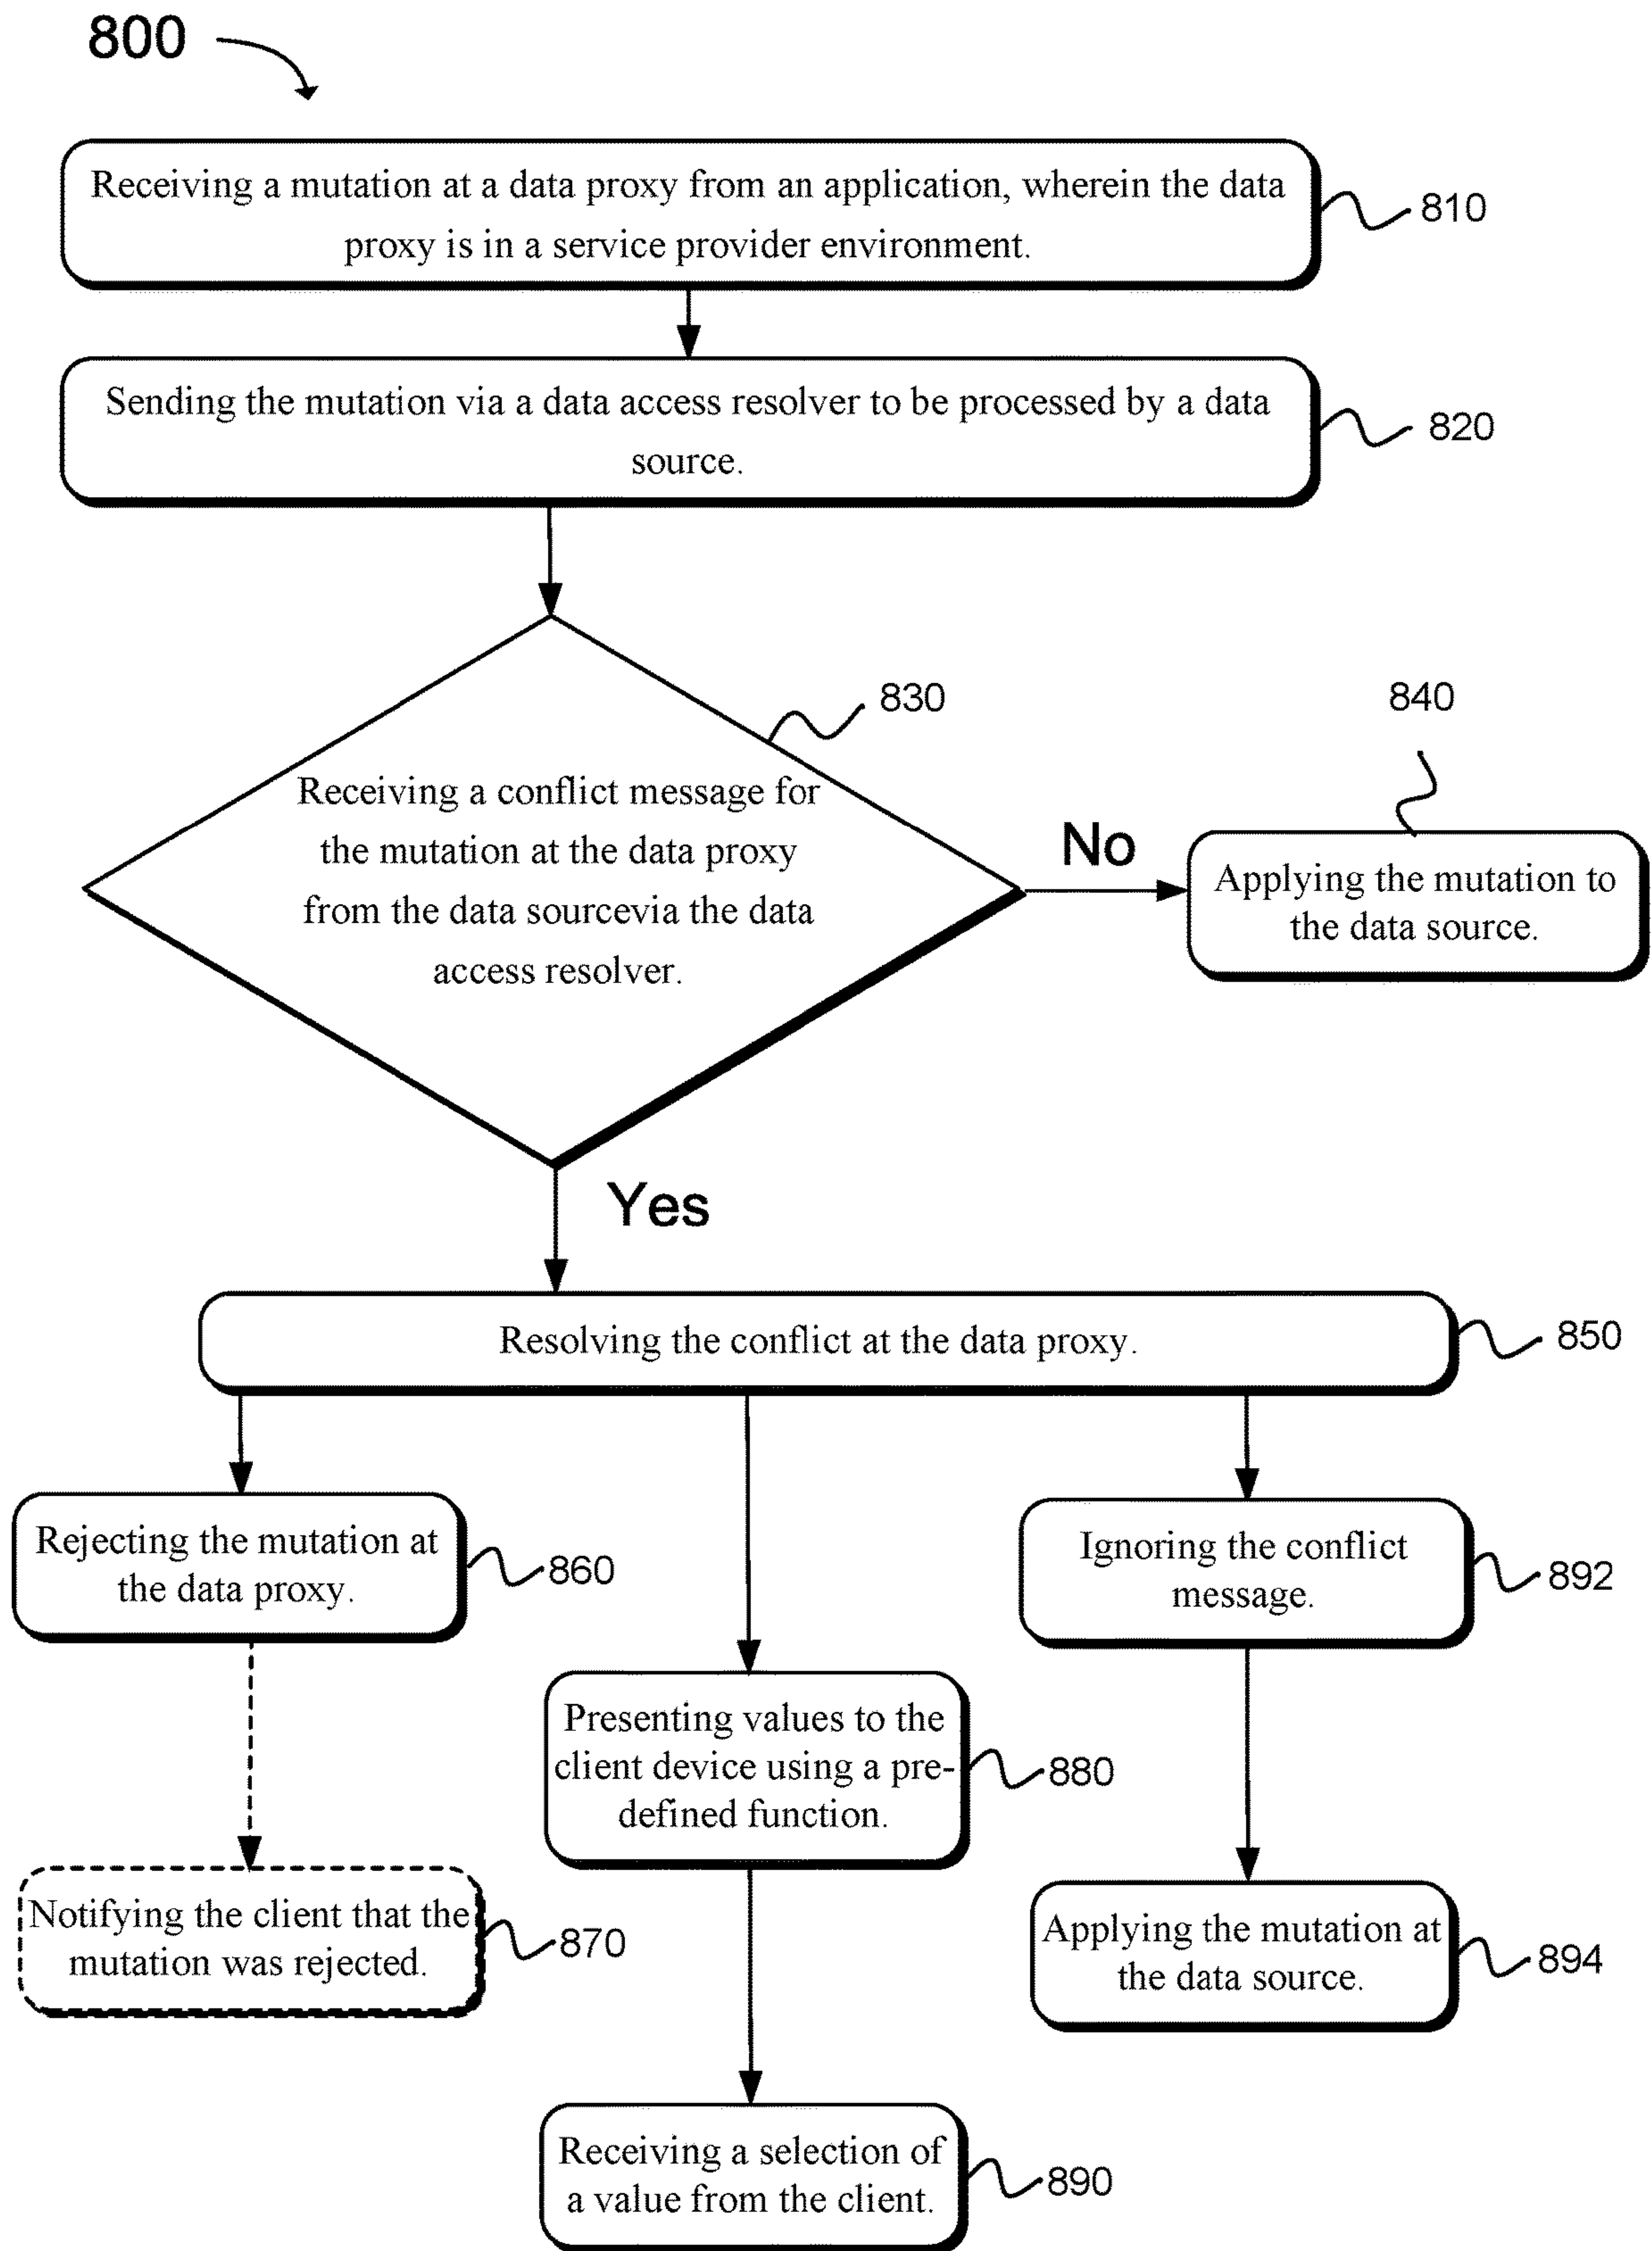 800
Receiving a mutation at a data proxy from an application, wherein the data
proxy is in a service provider environment.
810
Sending the mutation via a data access resolver to be processed by a data
source.
820
830
Receiving a conflict message for
the mutation at the data proxy
from the data sourcevia the data
access resolver.
No
840
Applying the mutation to
the data source.
Yes
Resolving the conflict at the data proxy.
850
Rejecting the mutation at
the data proxy.
860
Ignoring the conflict
message.
892
Presenting values to the
client device using a pre-
defined function.
880
Notifying the client that the
mutation was rejected.
870
Applying the mutation at
the data source.
894
Receiving a selection of
a value from the client.
890